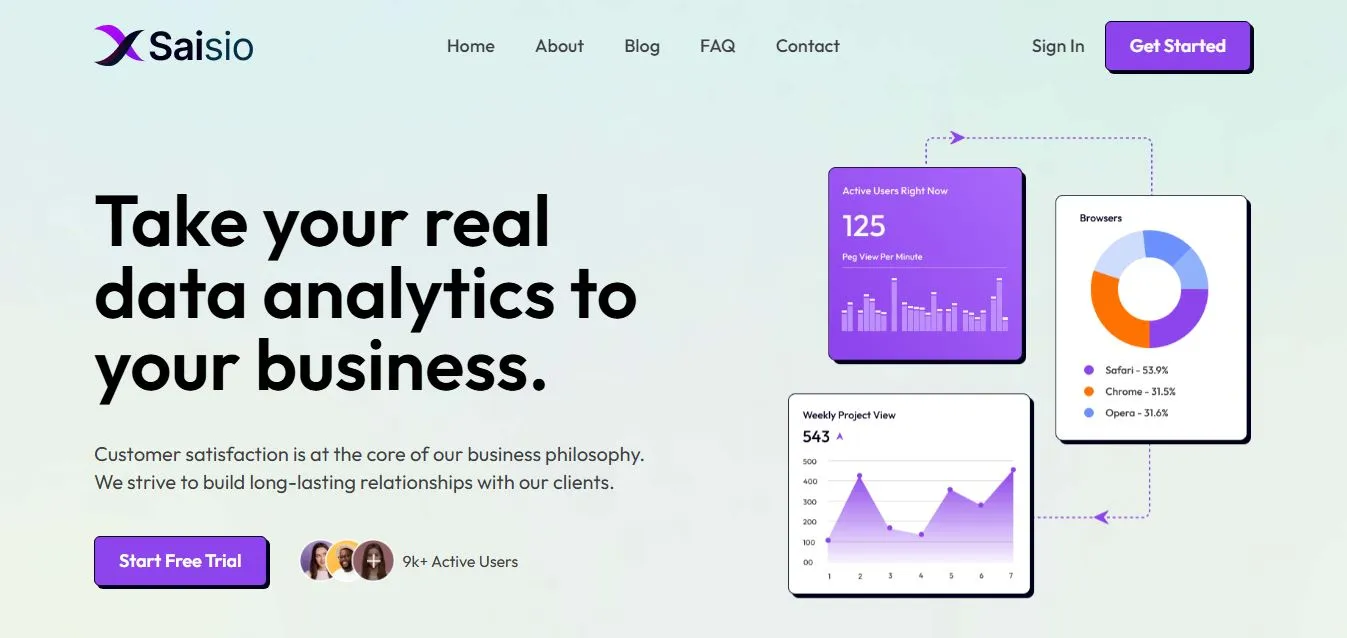 Saisio
Home
About
Blog
FAQ
Contact
Sign In
Get Started
Take your real
data analytics to
your business.
Customer satisfaction is at the core of our business philosophy.
We strive to build long-lasting relationships with our clients.
Start Free Trial
9k+ Active Users
Active Users Right Now
125
Peg View Per Minute
Browsers
Safari - 53.9%
Chrome - 31.5%
Opera - 31.6%
Weekly Project View
543
500
400
300
200
100
00
1 2 3 4 5 6 7